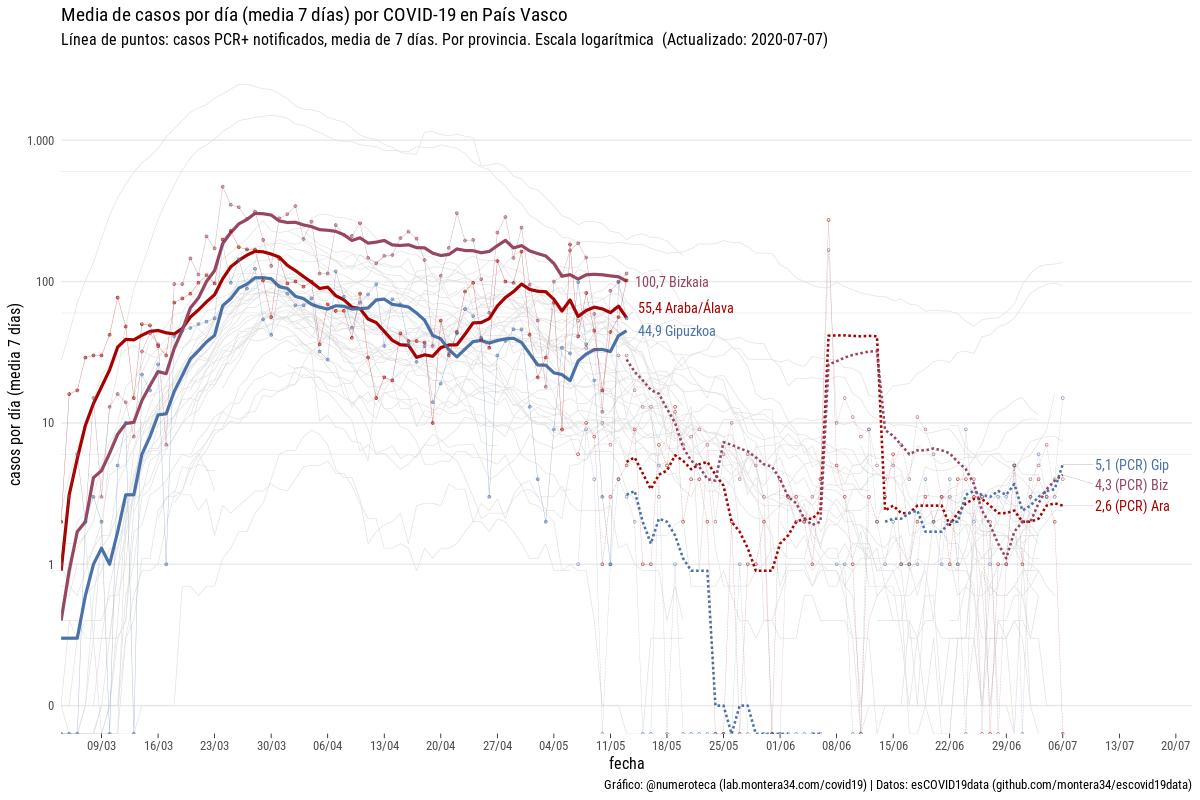 Media de casos por día (media 7 días) por COVID-19 en País Vasco
Línea de puntos: casos PCR+ notificados, media de 7 días. Por provincia. Escala logarítmica (Actualizado: 2020-07-07)
casos por día (media 7 días)
1.000
100
10
1
0
100,7 Bizkaia
55,4 Araba/Álava
44,9 Gipuzkoa
5,1 (PCR) Gip
4,3 (PCR) Biz
2,6 (PCR) Ara
09/03 16/03 23/03 30/03 06/04 13/04 20/04 27/04 04/05 11/05 18/05 25/05 01/06 08/06 15/06 22/06 29/06 06/07 13/07 20/07
fecha
Gráfico: @numeroteca (lab.montera34.com/covid19) | Datos: esCOVID19data (github.com/montera34/escovid19data)